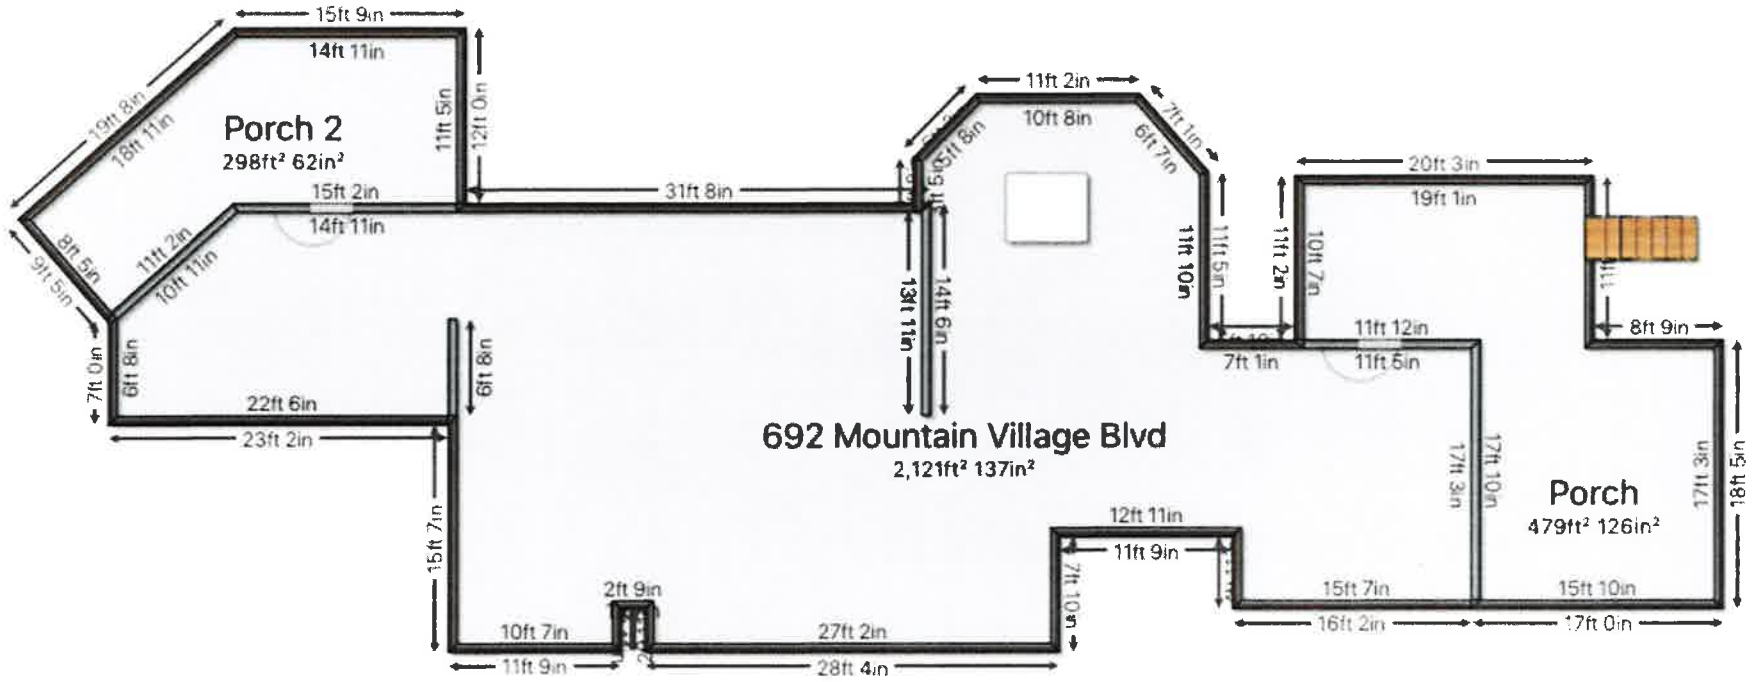 15ft 9in
14ft 11in
19ft 8in
18ft 11in
Porch 2
298ft² 62in²
11ft 5in
12ft 0in
15ft 2in
14ft 11in
11ft 2in
10ft 11in
8ft 5in
9ft 5in
7ft 0in
6ft 8in
22ft 6in
23ft 2in
6ft 8in
31ft 8in
11ft 2in
10ft 8in
5ft 8in
7ft 1in
6ft 7in
13ft 11in
14ft 6in
11ft 10in
11ft 5in
11ft 2in
10ft 7in
20ft 3in
19ft 1in
8ft 9in
7ft 1in
11ft 12in
11ft 5in
692 Mountain Village Blvd
2,121ft² 137in²
17ft 3in
17ft 10in
Porch
479ft² 126in²
17ft 3in
18ft 5in
12ft 11in
11ft 9in
7ft 10in
15ft 7in
2ft 9in
10ft 7in
11ft 9in
27ft 2in
28ft 4in
15ft 7in
16ft 2in
15ft 10in
17ft 0in